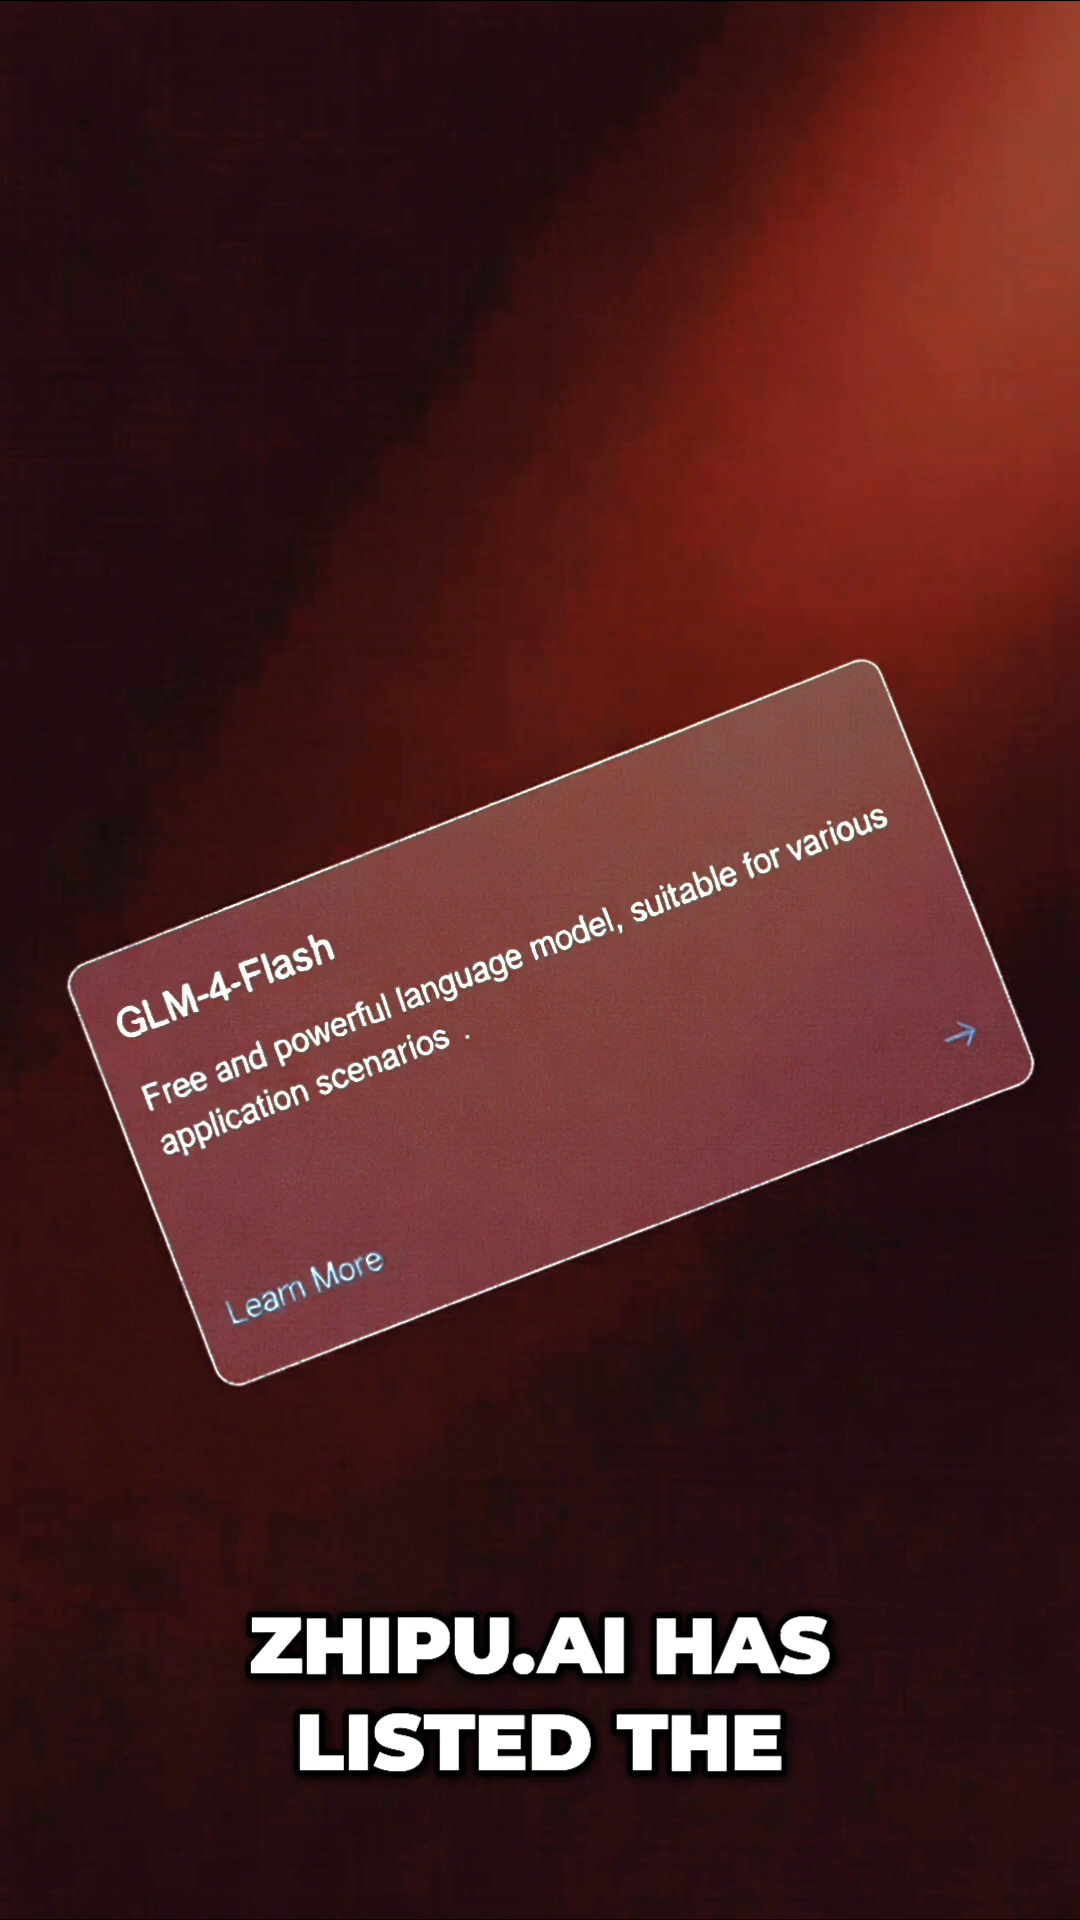 GLM-4-Flash
Free and powerful language model, suitable for various
application scenarios .
Learn More
ZHIPU.AI HAS
LISTED THE